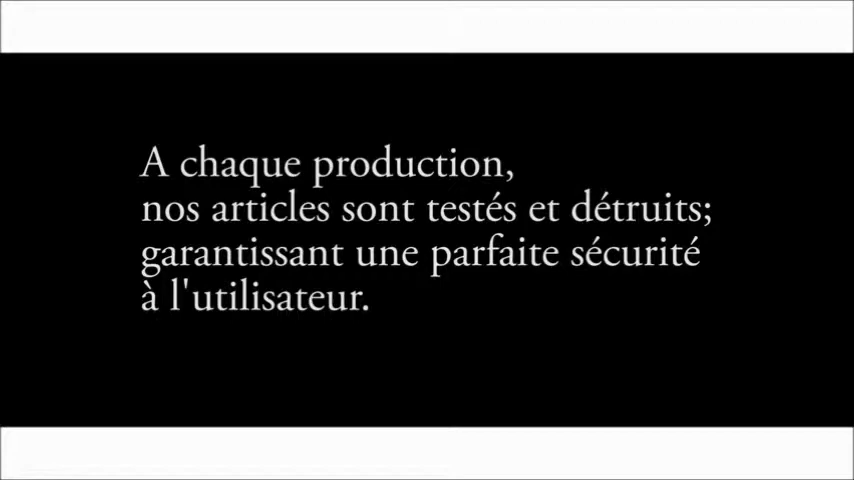 A chaque production,
nos articles sont testés et détruits;
garantissant une parfaite sécurité
à l'utilisateur.